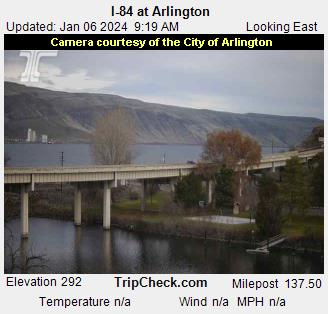 I-84 at Arlington
Updated: Jan 06 2024 9:19 AM Looking East
Camera courtesy of the City of Arlington
Elevation 292 TripCheck.com Milepost 137.50
Temperature n/a Wind n/a MPH n/a